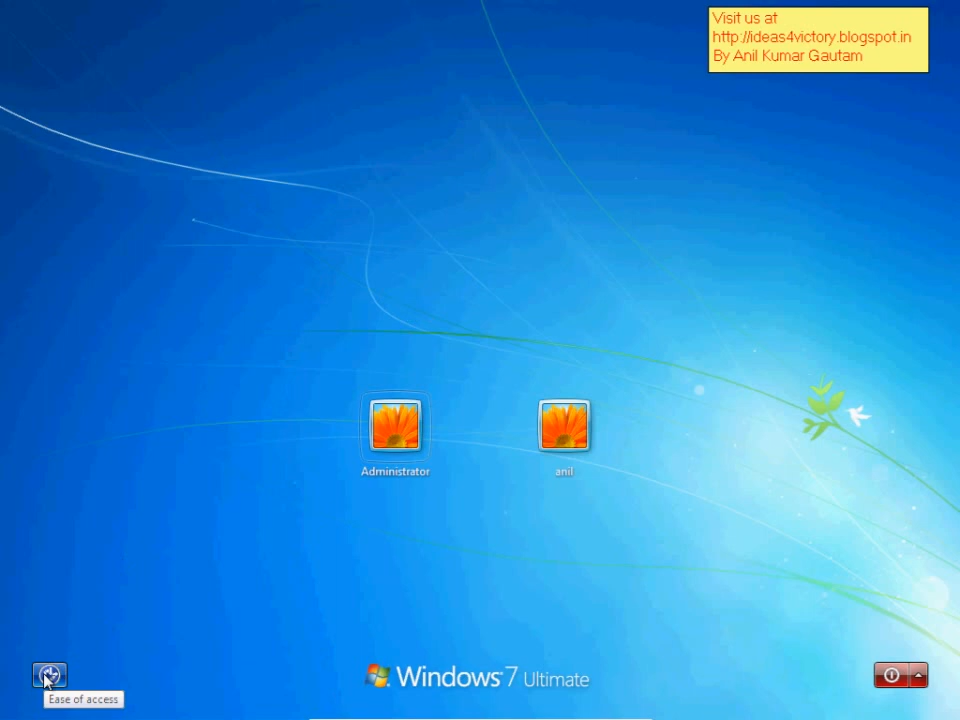 Visit us at
http://ideas4victory.blogspot.in
By Anil Kumar Gautam
Administrator
anil
Windows 7 Ultimate
Ease of access